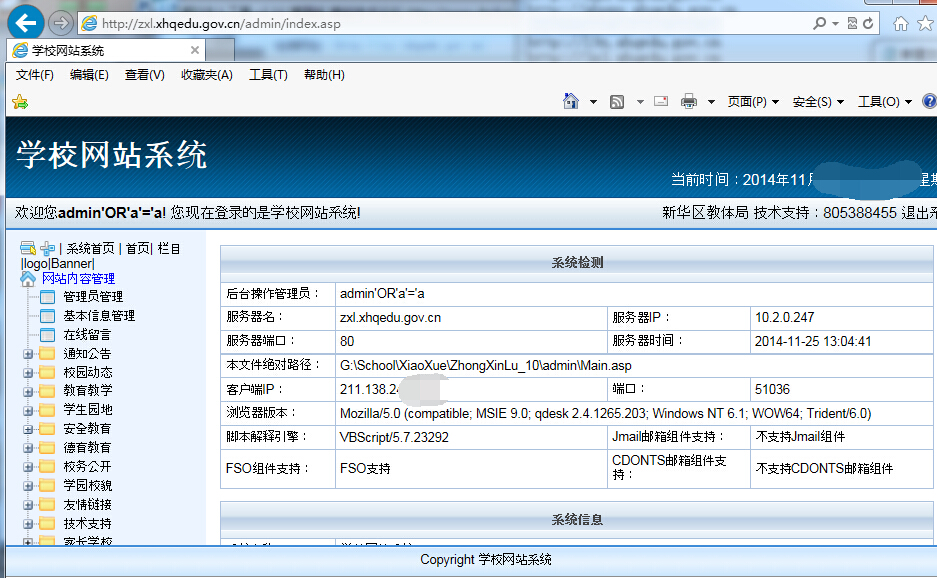 http://zxl.xhqedu.gov.cn/admin/index.asp
学校网站系统
文件(F) 编辑(E) 查看(V) 收藏夹(A) 工具(T) 帮助(H)
页面(P) 安全(S) 工具(O)
学校网站系统
当前时间：2014年11月
欢迎您admin'OR'a'='a! 您现在登录的是学校网站系统!
新华区教体局 技术支持：805388455 退出系
| 系统首页 | 首页| 栏目
|logo|Banner|
网站内容管理
管理员管理
基本信息管理
在线留言
通知公告
校园动态
教育教学
学生园地
安全教育
德育教育
校务公开
学园校貌
友情链接
技术支持
家长学校
系统检测
后台操作管理员： admin'OR'a'='a
服务器名： zxl.xhqedu.gov.cn 服务器IP： 10.2.0.247
服务器端口： 80 服务器时间： 2014-11-25 13:04:41
本文件绝对路径： G:\School\XiaoXue\ZhongXinLu_10\admin\Main.asp
客户端IP： 211.138.2 端口： 51036
浏览器版本： Mozilla/5.0 (compatible; MSIE 9.0; qdesk 2.4.1265.203; Windows NT 6.1; WOW64; Trident/6.0)
脚本解释引擎： VBScript/5.7.23292 Jmail邮箱组件支持： 不支持Jmail组件
FSO组件支持： FSO支持 CDONTS邮箱组件支持： 不支持CDONTS邮箱组件
系统信息
Copyright 学校网站系统